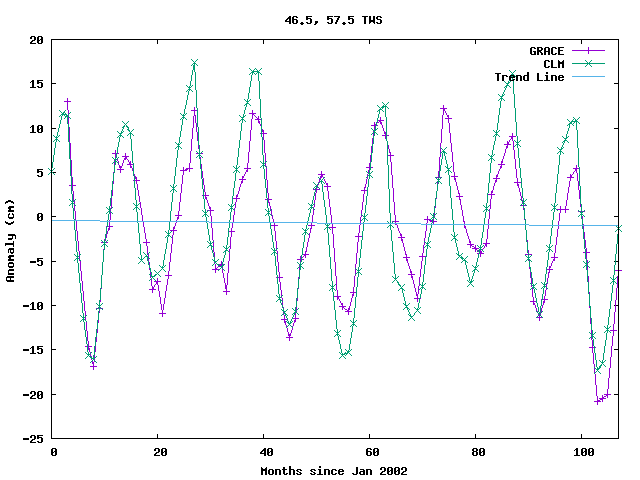 46.5, 57.5 TWS
GRACE
CLM
Trend Line
20
15
10
5
0
-5
-10
-15
-20
-25
Anomaly (cm)
0 20 40 60 80 100
Months since Jan 2002